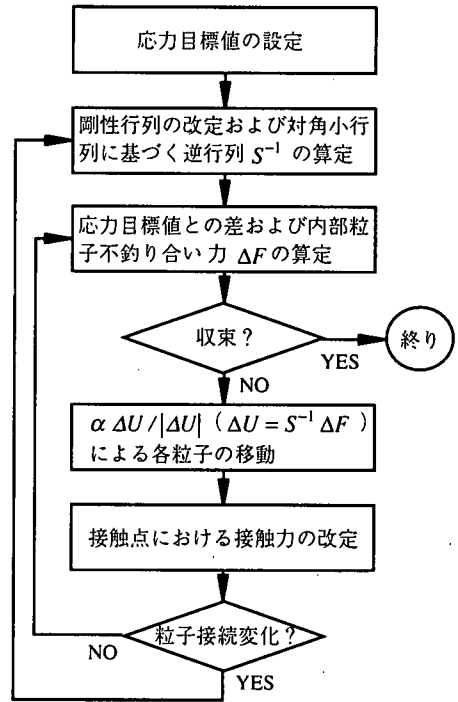 応力目標値の設定
剛性行列の改定および対角小行
列に基づく逆行列 S⁻¹ の算定
応力目標値との差および内部粒
子不釣り合い力 ΔFの算定
収束？
終り
YES
NO
α ΔU /|ΔU| ( ΔU = S⁻¹ ΔF )
による各粒子の移動
接触点における接触力の改定
粒子接続変化？
NO
YES